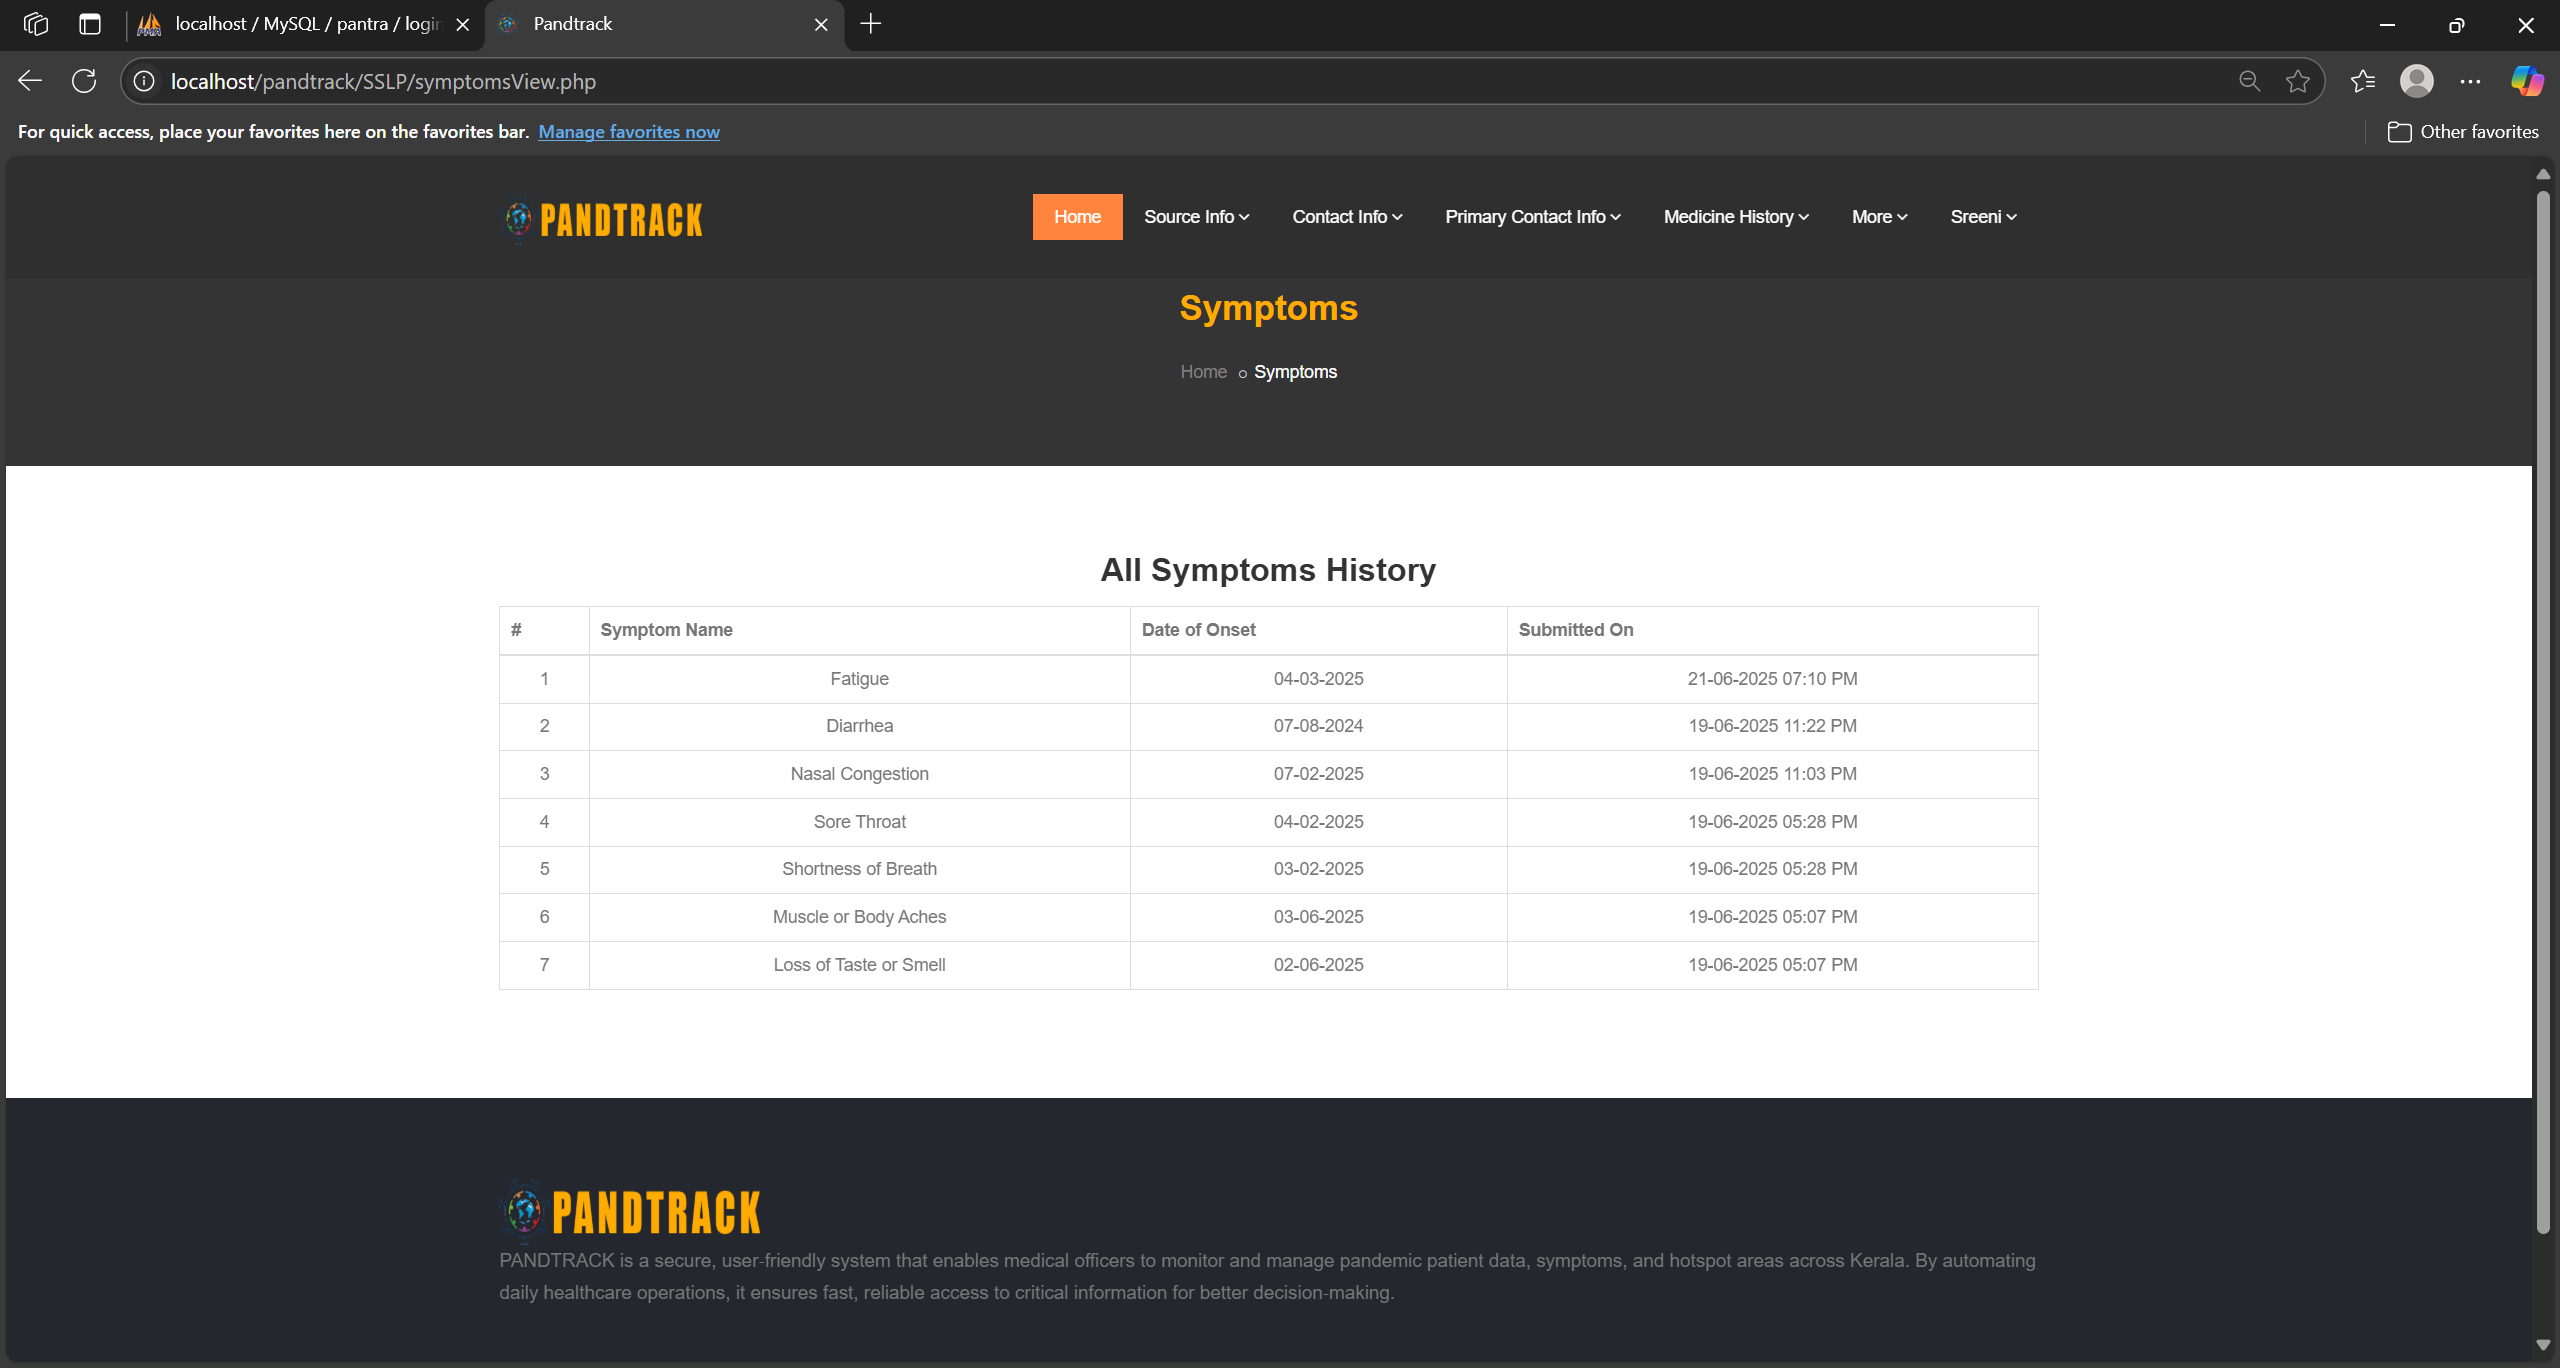 localhost / MySQL / pantra / login
Pandtrack
localhost/pandtrack/SSLP/symptomsView.php
For quick access, place your favorites here on the favorites bar. Manage favorites now
Other favorites
PANDTRACK
Home Source Info Contact Info Primary Contact Info Medicine History More Sreeni
Symptoms
Home Symptoms
All Symptoms History
# Symptom Name Date of Onset Submitted On
1 Fatigue 04-03-2025 21-06-2025 07:10 PM
2 Diarrhea 07-08-2024 19-06-2025 11:22 PM
3 Nasal Congestion 07-02-2025 19-06-2025 11:03 PM
4 Sore Throat 04-02-2025 19-06-2025 05:28 PM
5 Shortness of Breath 03-02-2025 19-06-2025 05:28 PM
6 Muscle or Body Aches 03-06-2025 19-06-2025 05:07 PM
7 Loss of Taste or Smell 02-06-2025 19-06-2025 05:07 PM
PANDTRACK
PANDTRACK is a secure, user-friendly system that enables medical officers to monitor and manage pandemic patient data, symptoms, and hotspot areas across Kerala. By automating
daily healthcare operations, it ensures fast, reliable access to critical information for better decision-making.